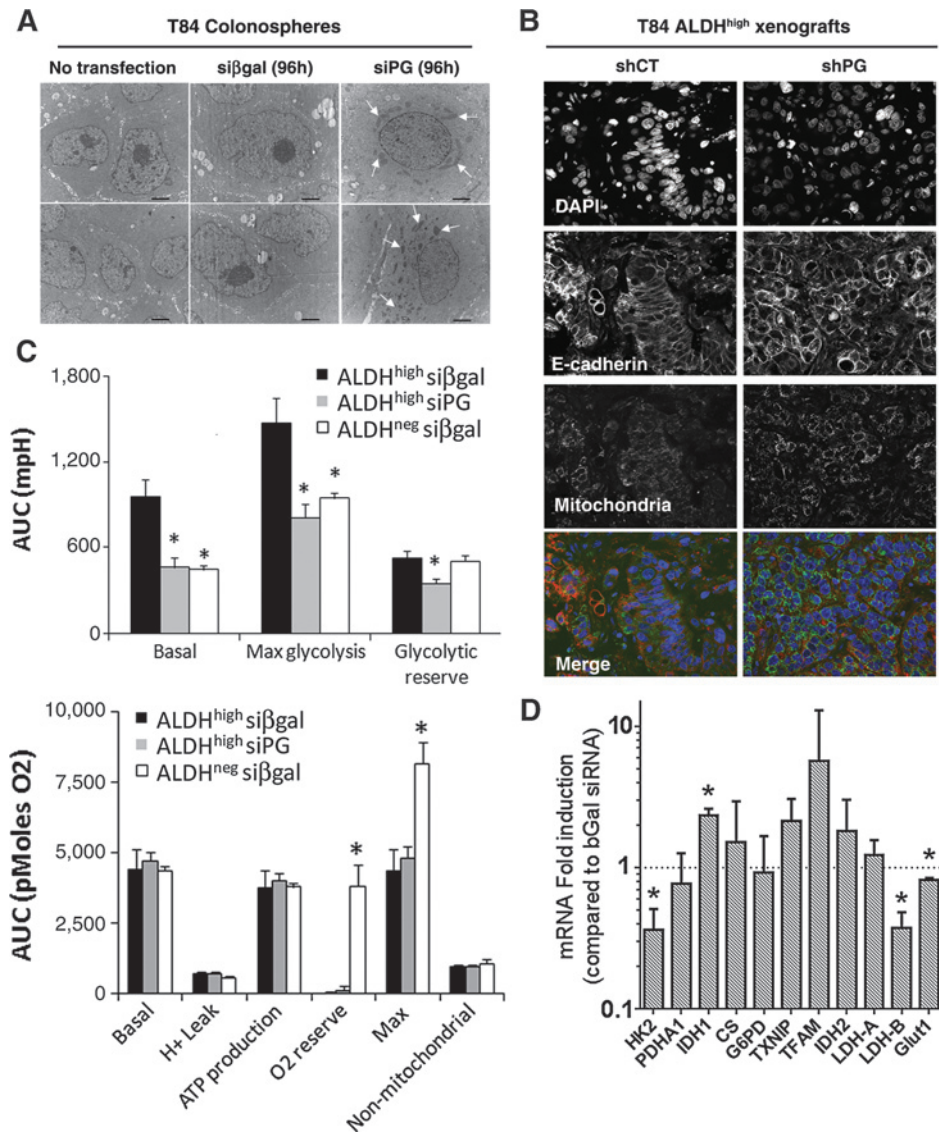 A
T84 Colonospheres
No transfection
siβgal (96h)
siPG (96h)
B
T84 ALDHhigh xenografts
shCT
shPG
DAPI
E-cadherin
Mitochondria
Merge
C
1,800
1,200
600
0
AUC (mpH)
ALDHhigh siβgal
ALDHhigh siPG
ALDHneg siβgal
*
*
*
*
*
Basal
Max glycolysis
Glycolytic
reserve
10,000
7,500
5,000
2,500
0
AUC (pMoles O2)
ALDHhigh siβgal
ALDHhigh siPG
ALDHneg siβgal
*
*
Basal
H+ Leak
ATP production
O2 reserve
Max
Non-mitochondrial
D
10
1
0.1
mRNA Fold induction
(compared to bGal siRNA)
*
*
*
*
HK2
PDHA1
IDH1
CS
G6PD
TXNIP
TFAM
IDH2
LDH-A
LDH-B
Glut1